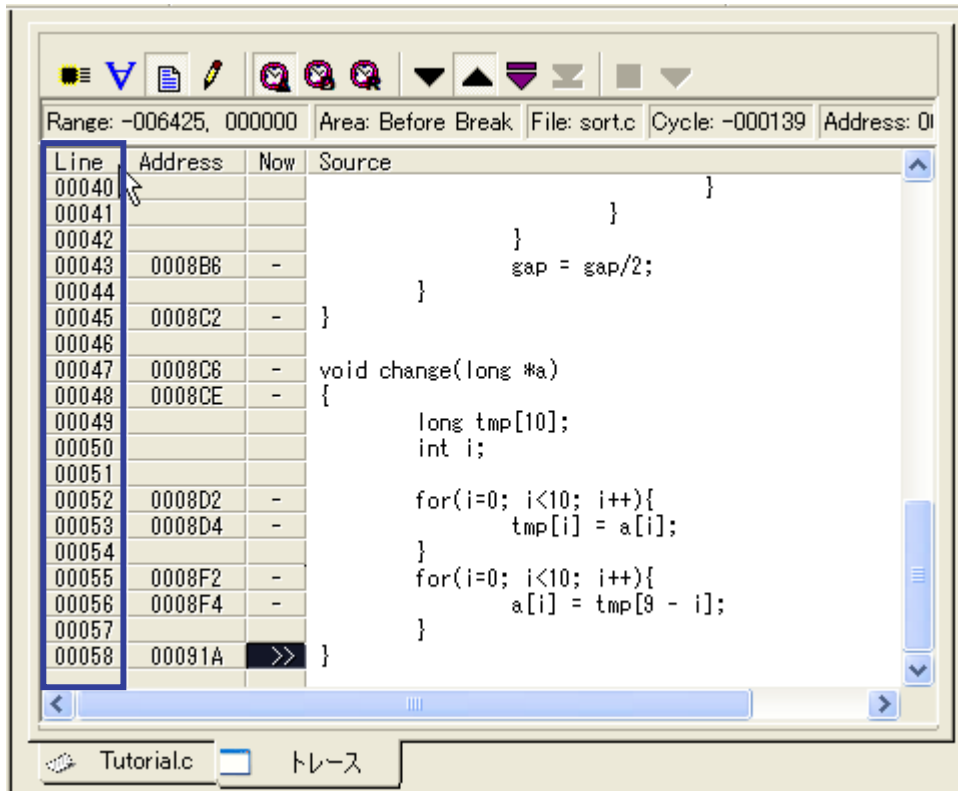 Range: -006425, 000000 Area: Before Break File: sort.c Cycle: -000139 Address: 0
Line Address Now Source
00040 }
00041 }
00042 }
00043 0008B6 - gap = gap/2;
00044 }
00045 0008C2 - }
00046
00047 0008C6 - void change(long *a)
00048 0008CE - {
00049 long tmp[10];
00050 int i;
00051
00052 0008D2 - for(i=0; i<10; i++){
00053 0008D4 - tmp[i] = a[i];
00054 }
00055 0008F2 - for(i=0; i<10; i++){
00056 0008F4 - a[i] = tmp[9 - i];
00057 }
00058 00091A >> }
Tutorial.c トレース